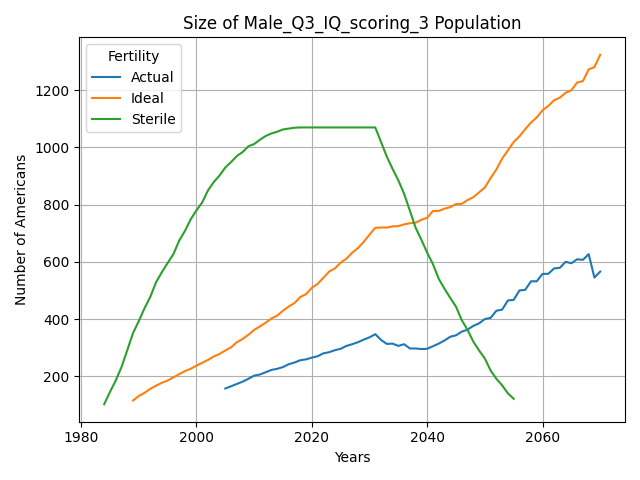 Size of Male_Q3_IQ_scoring_3 Population
Fertility
Actual
Ideal
Sterile
Number of Americans
1200
1000
800
600
400
200
1980
2000
2020
2040
2060
Years